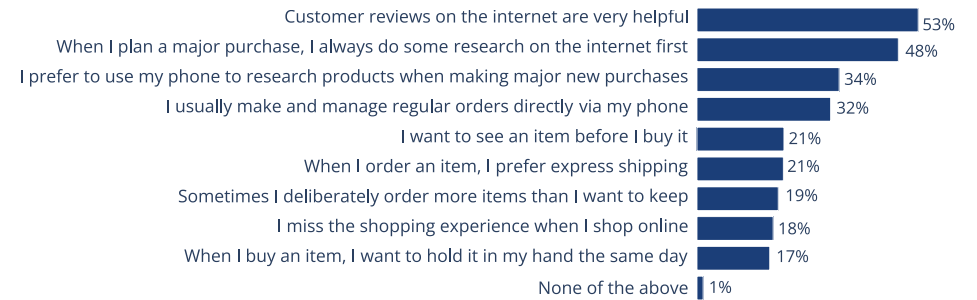 Customer reviews on the internet are very helpful 53%
When I plan a major purchase, I always do some research on the internet first 48%
I prefer to use my phone to research products when making major new purchases 34%
I usually make and manage regular orders directly via my phone 32%
I want to see an item before I buy it 21%
When I order an item, I prefer express shipping 21%
Sometimes I deliberately order more items than I want to keep 19%
I miss the shopping experience when I shop online 18%
When I buy an item, I want to hold it in my hand the same day 17%
None of the above 1%